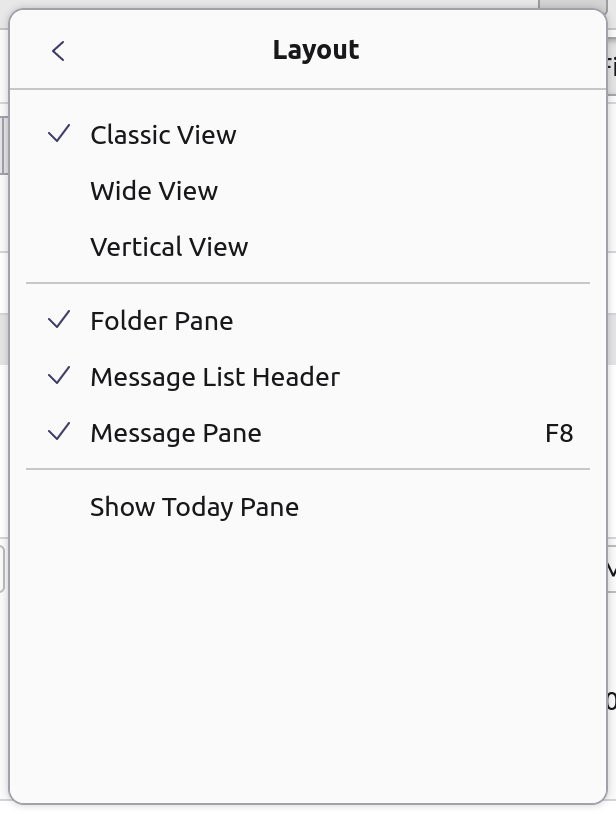 Layout
Classic View
Wide View
Vertical View
Folder Pane
Message List Header
Message Pane F8
Show Today Pane